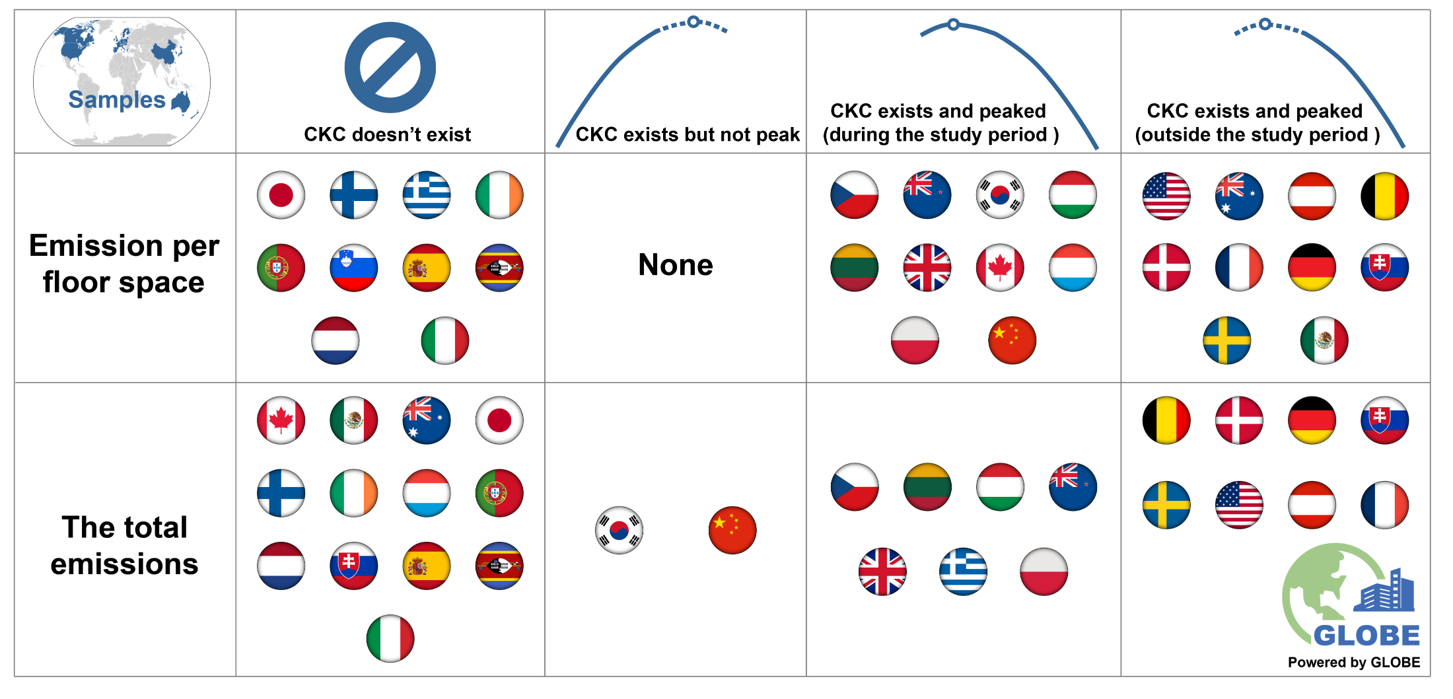 Samples
CKC doesn't exist
CKC exists but not peak
CKC exists and peaked
(during the study period )
CKC exists and peaked
(outside the study period )
Emission per
floor space
None
The total
emissions
GLOBE
Powered by GLOBE